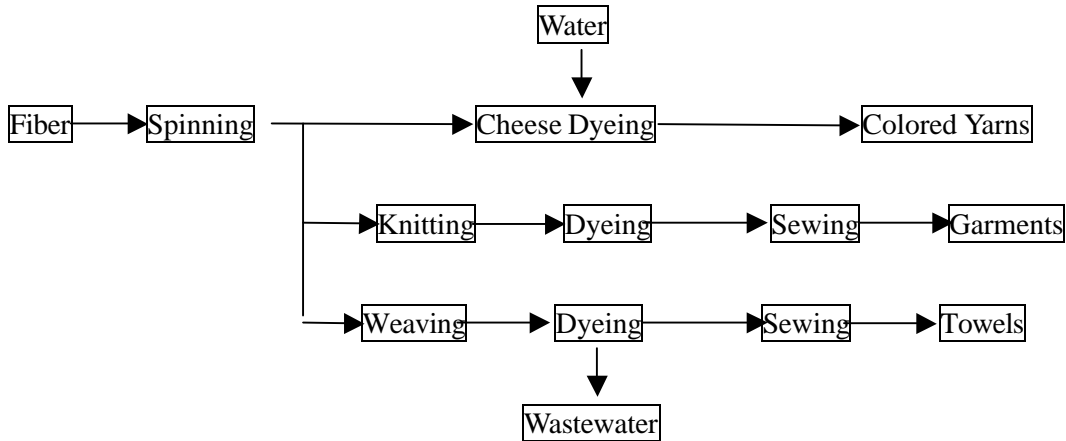 Water
Fiber Spinning Cheese Dyeing Colored Yarns
Knitting Dyeing Sewing Garments
Weaving Dyeing Sewing Towels
Wastewater